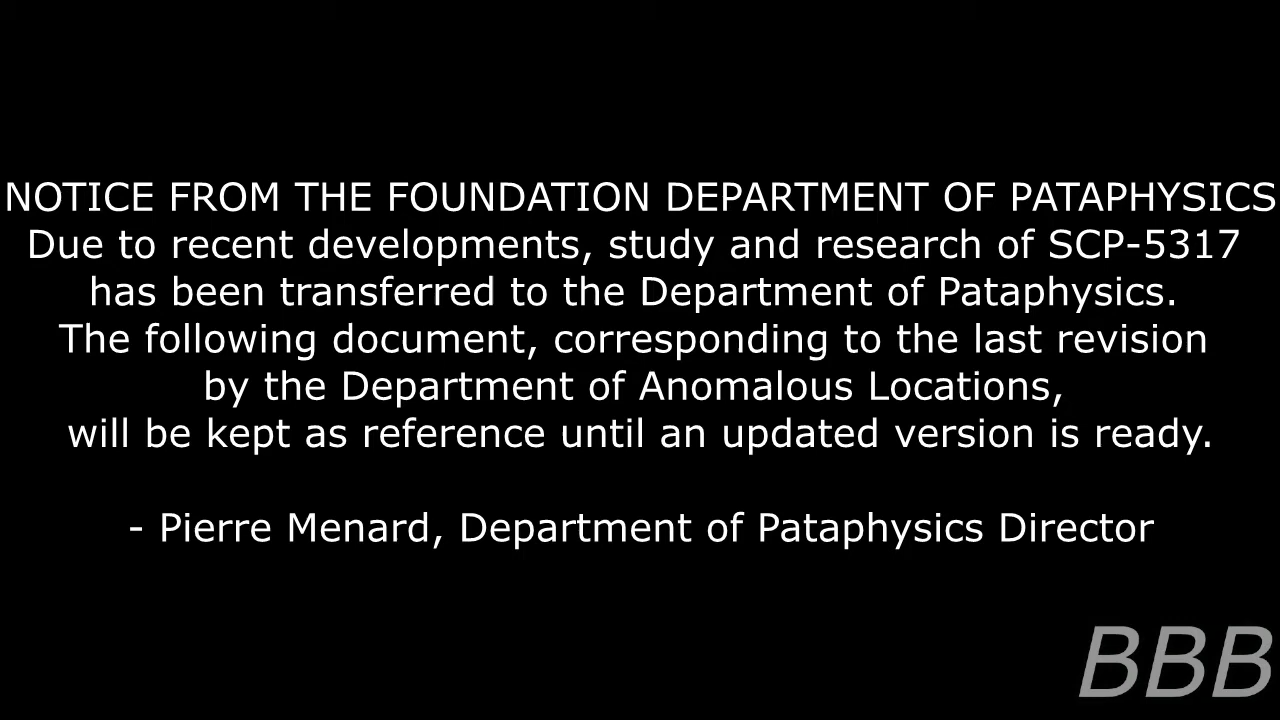 NOTICE FROM THE FOUNDATION DEPARTMENT OF PATAPHYSICS
Due to recent developments, study and research of SCP-5317
has been transferred to the Department of Pataphysics.
The following document, corresponding to the last revision
by the Department of Anomalous Locations,
will be kept as reference until an updated version is ready.
- Pierre Menard, Department of Pataphysics Director
BBB